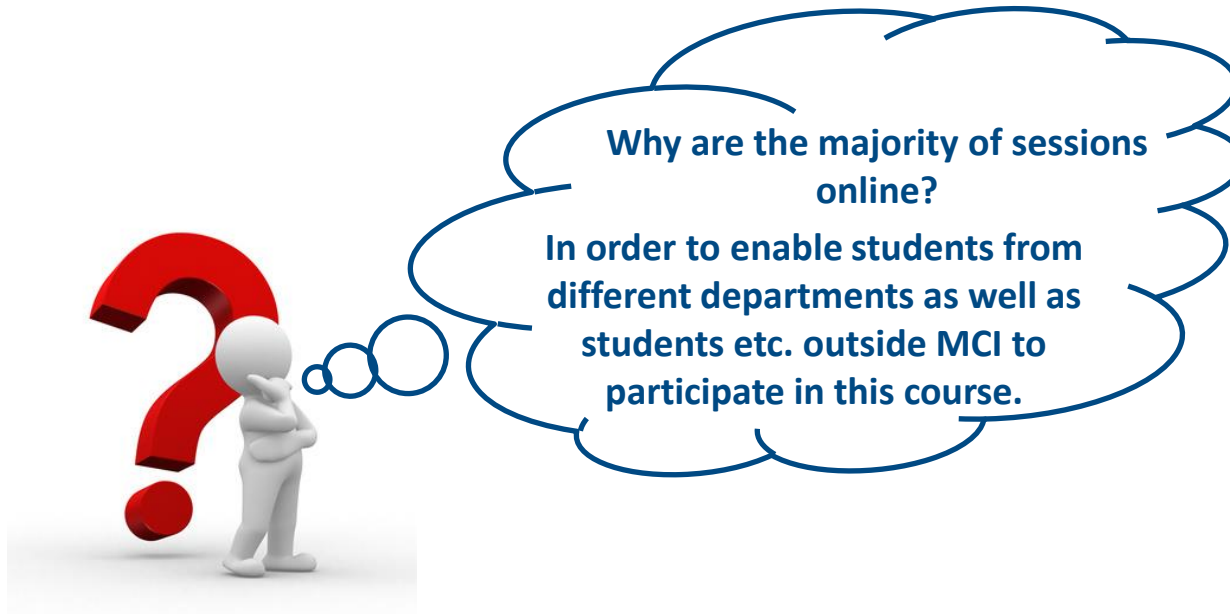 Why are the majority of sessions
online?
In order to enable students from
different departments as well as
students etc. outside MCI to
participate in this course.